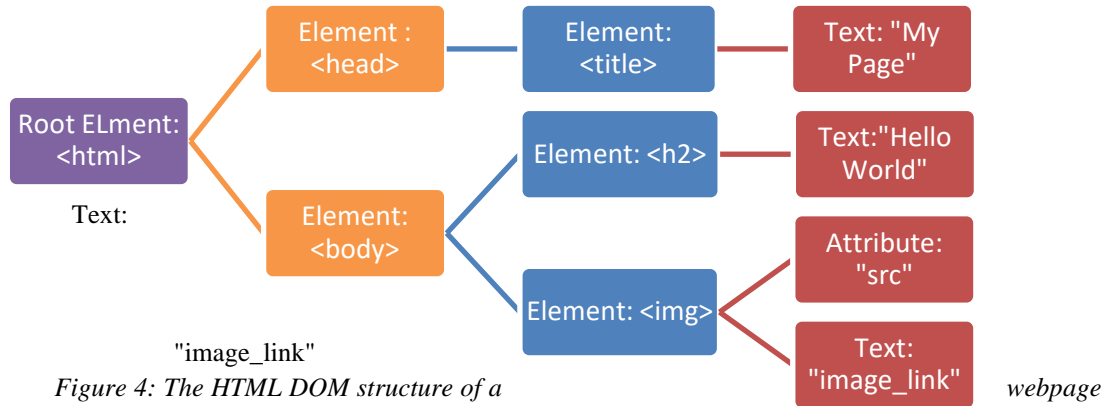 Element :
<head>
Element:
<title>
Text: "My
Page"
Root ELment:
<html>
Element: <h2>
Text:"Hello
World"
Text:
Element:
<body>
Attribute:
"src"
Element: <img>
Text:
"image_link"
"image_link"
Figure 4: The HTML DOM structure of a webpage